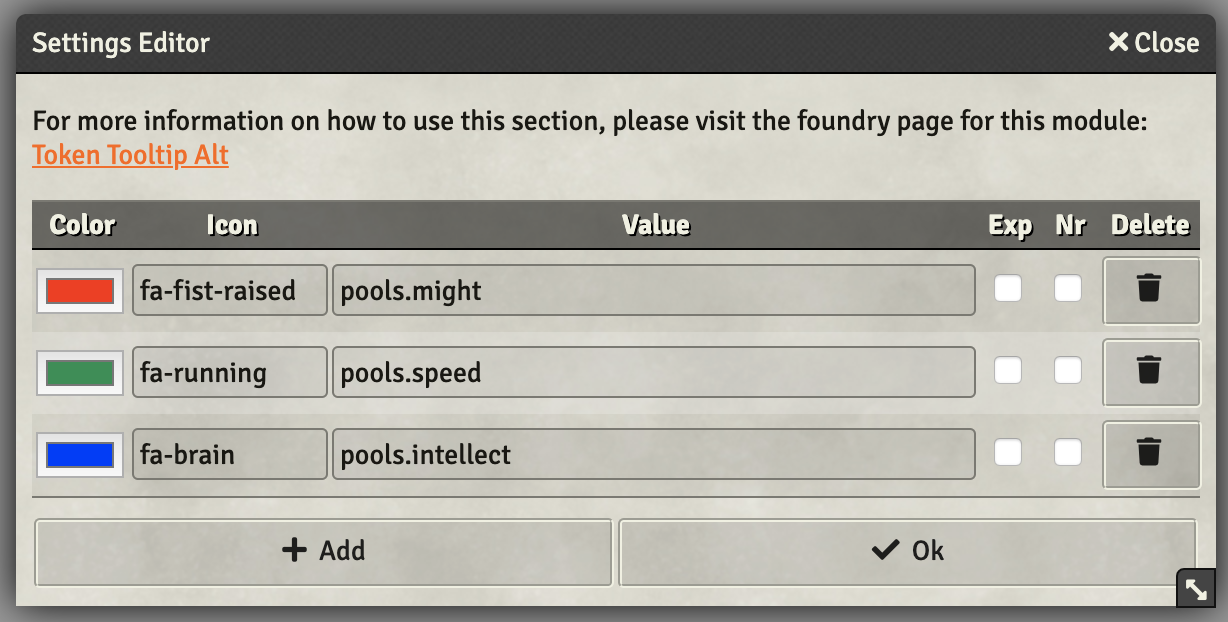 Settings Editor
Close
For more information on how to use this section, please visit the foundry page for this module:
Token Tooltip Alt
Color Icon Value Exp Nr Delete
fa-fist-raised pools.might
fa-running pools.speed
fa-brain pools.intellect
Add Ok